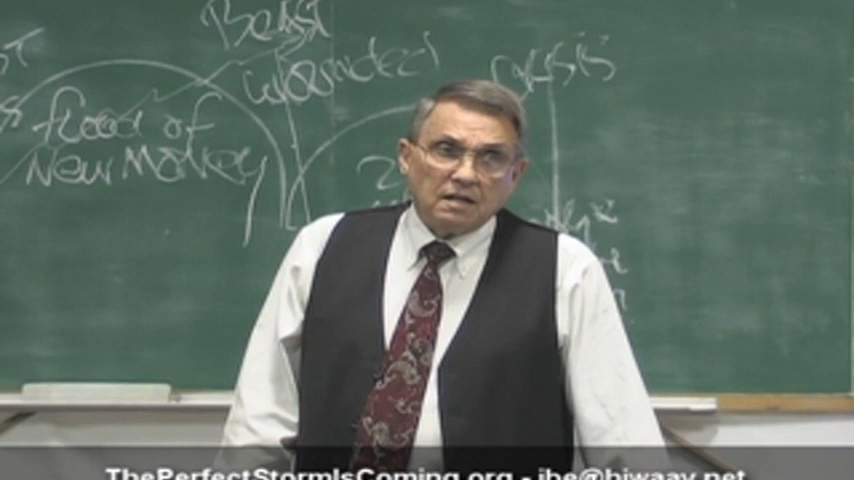 Beast
wounded
Crisis
flood of
New Money
ThePerfectStormIsComing.org - jbe@hiwaay.net